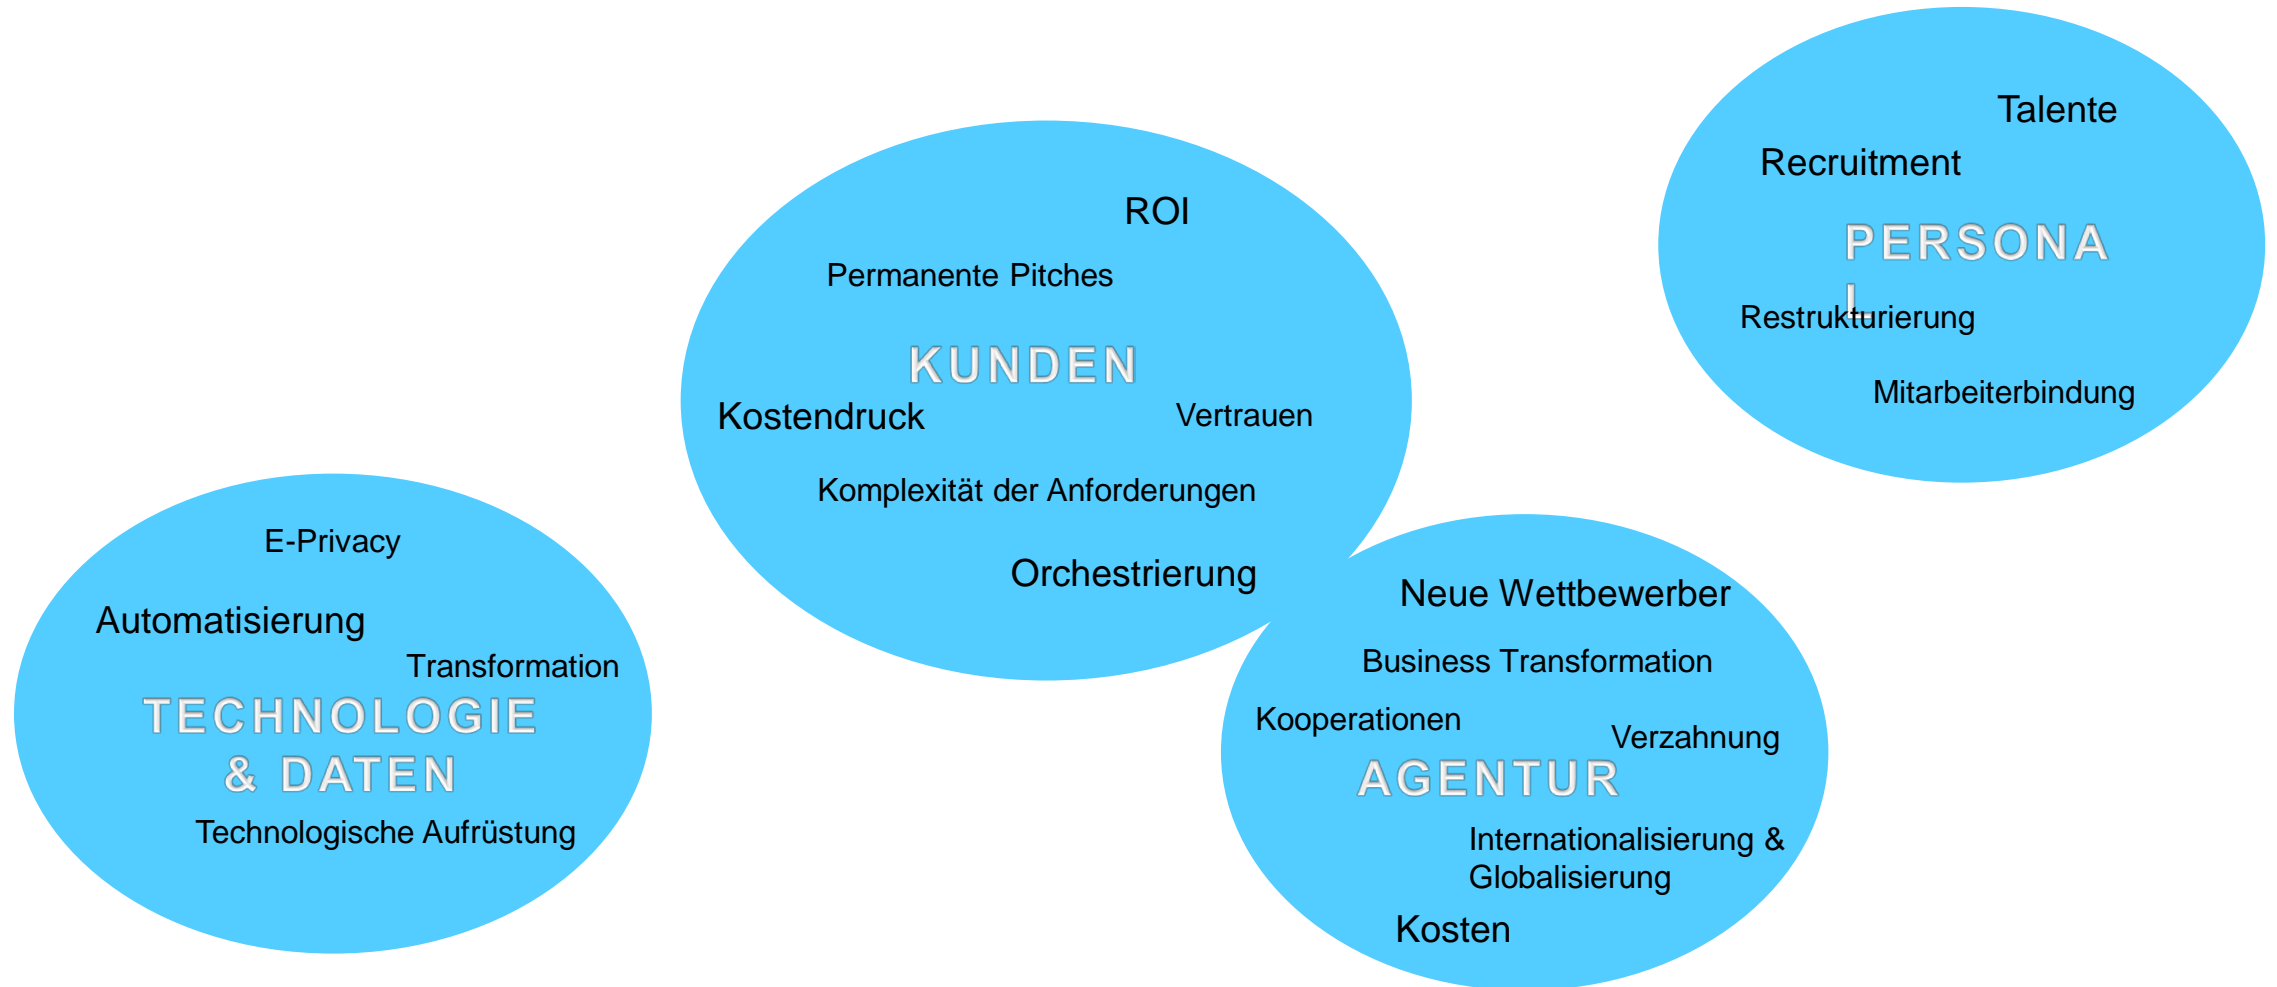 Talente
Recruitment
PERSONA
L
Restrukturierung
Mitarbeiterbindung
ROI
Permanente Pitches
KUNDEN
Kostendruck
Vertrauen
Komplexität der Anforderungen
Orchestrierung
E-Privacy
Automatisierung
Transformation
TECHNOLOGIE
& DATEN
Technologische Aufrüstung
Neue Wettbewerber
Business Transformation
Kooperationen
Verzahnung
AGENTUR
Internationalisierung &
Globalisierung
Kosten